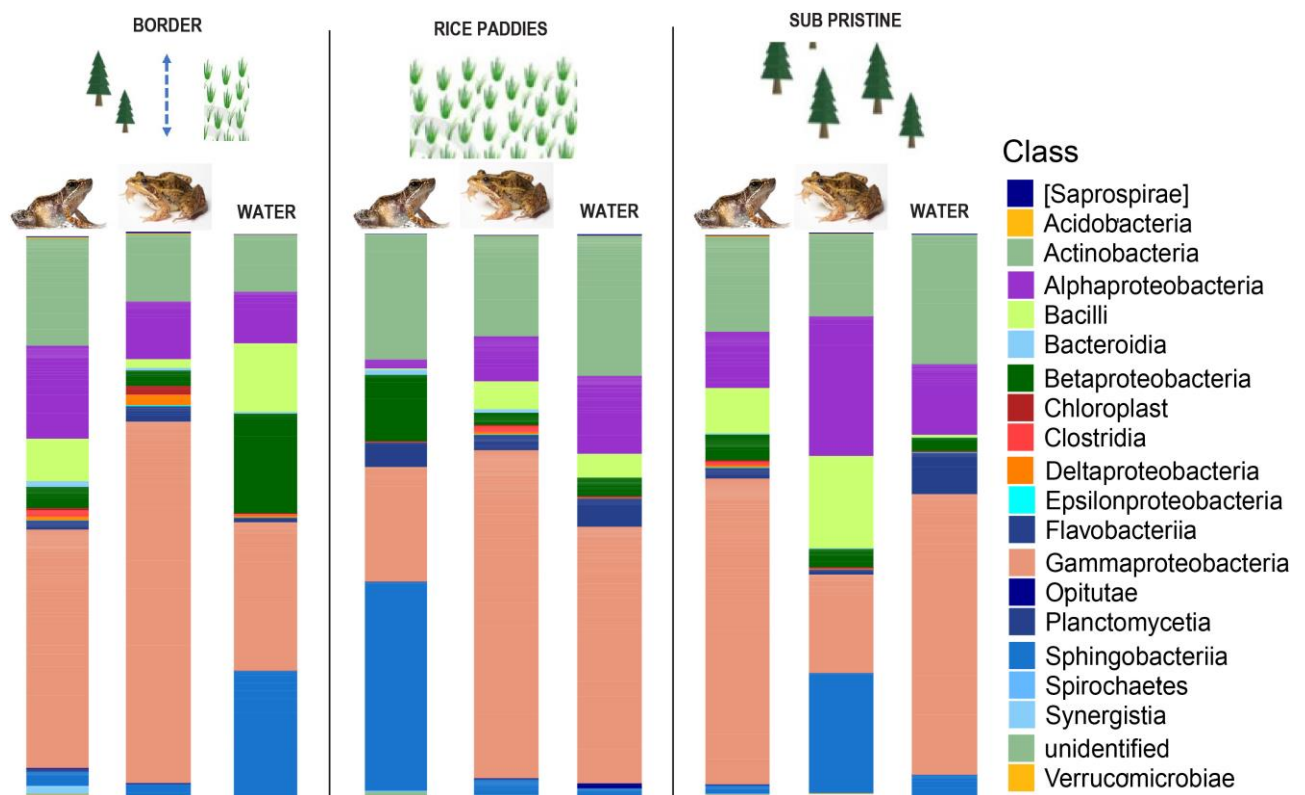 BORDER
RICE PADDIES
SUB PRISTINE
WATER
WATER
WATER
Class
[Saprospirae]
Acidobacteria
Actinobacteria
Alphaproteobacteria
Bacilli
Bacteroidia
Betaproteobacteria
Chloroplast
Clostridia
Deltaproteobacteria
Epsilonproteobacteria
Flavobacteriia
Gammaproteobacteria
Opitutae
Planctomycetia
Sphingobacteriia
Spirochaetes
Synergistia
unidentified
Verrucomicrobiae